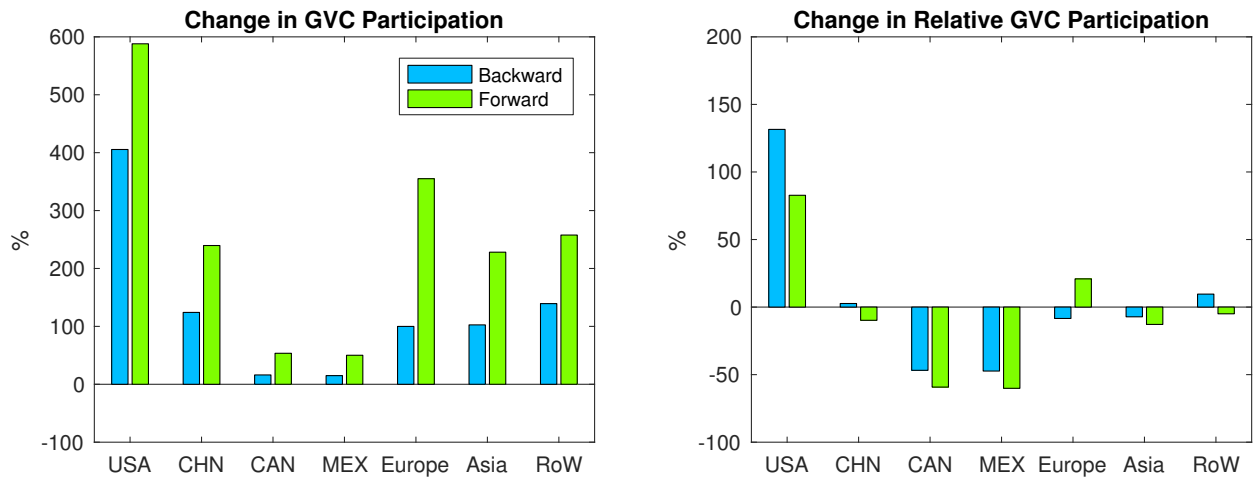 Change in GVC Participation
600
500
400
300
200
100
0
-100
%
Backward
Forward
USA CHN CAN MEX Europe Asia RoW
Change in Relative GVC Participation
200
150
100
50
0
-50
-100
%
USA CHN CAN MEX Europe Asia RoW